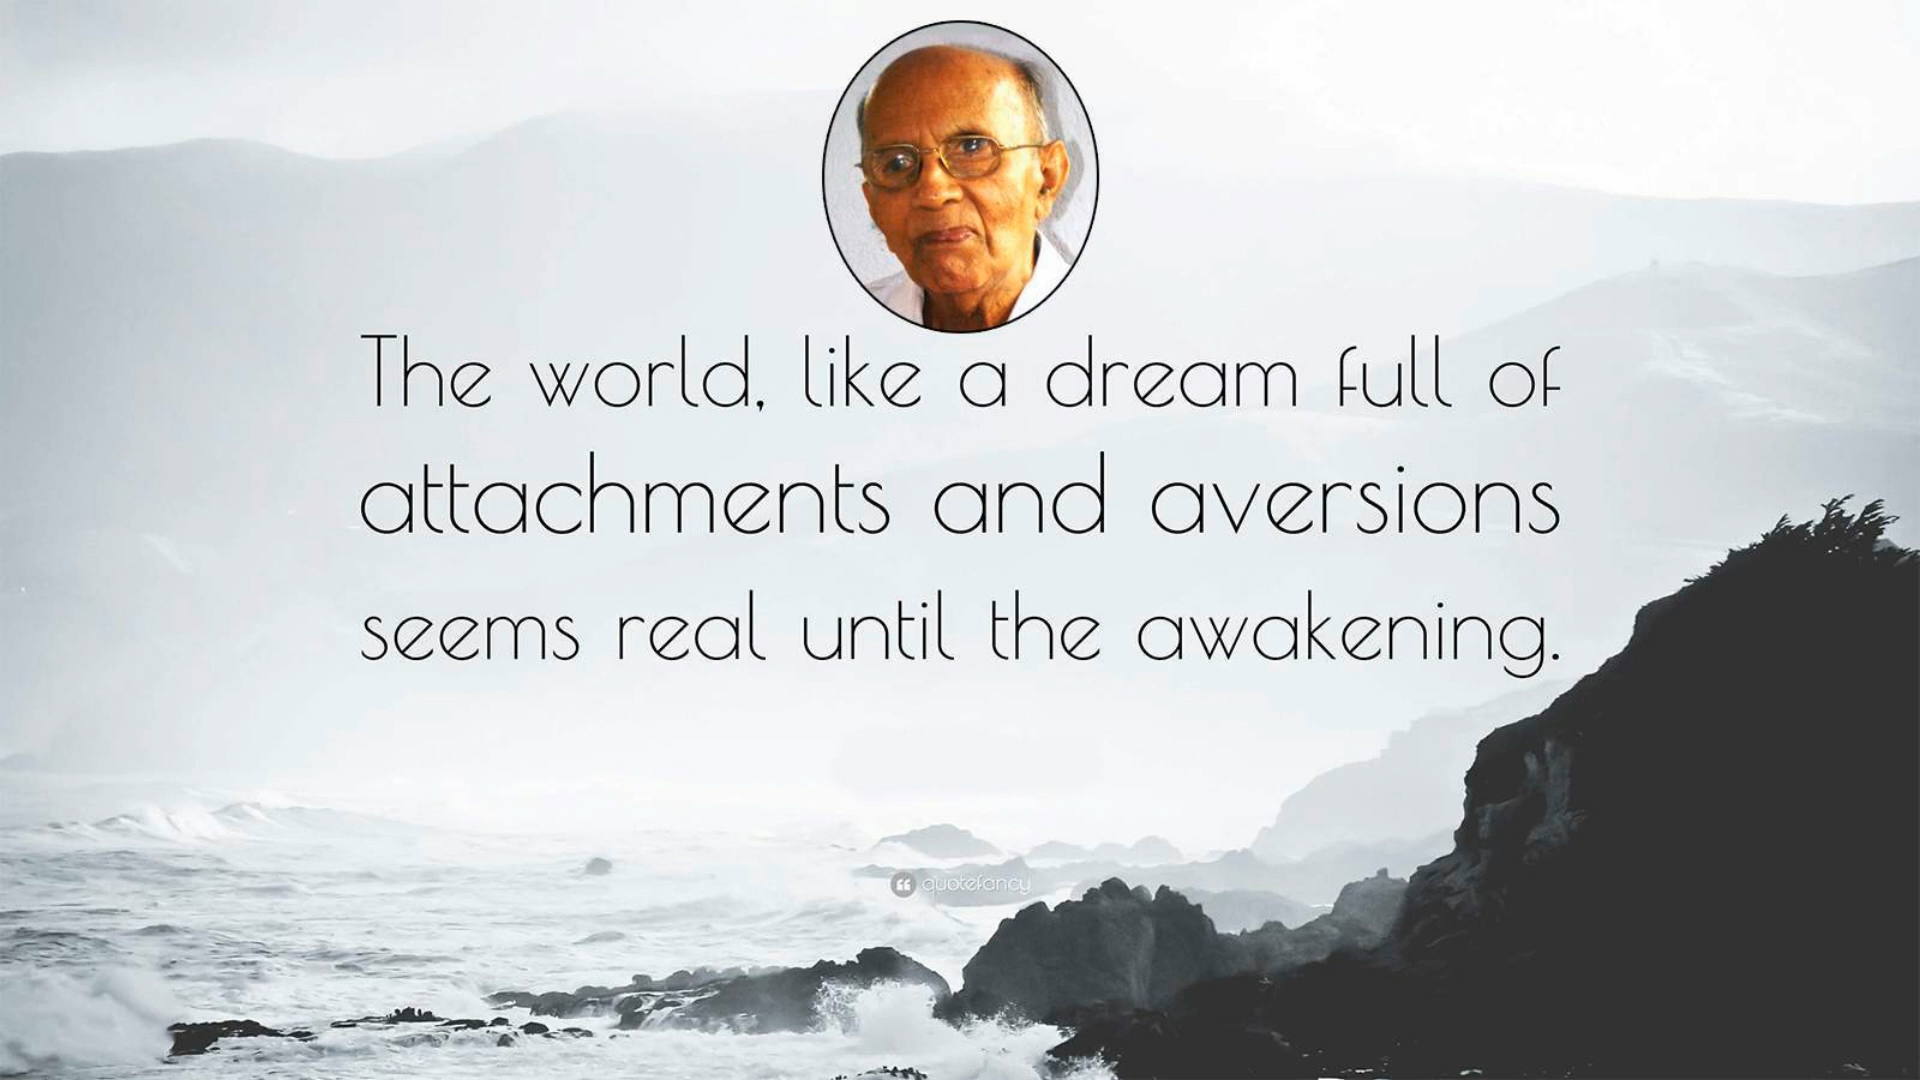 The world, like a dream full of
attachments and aversions
seems real until the awakening.
quotefancy